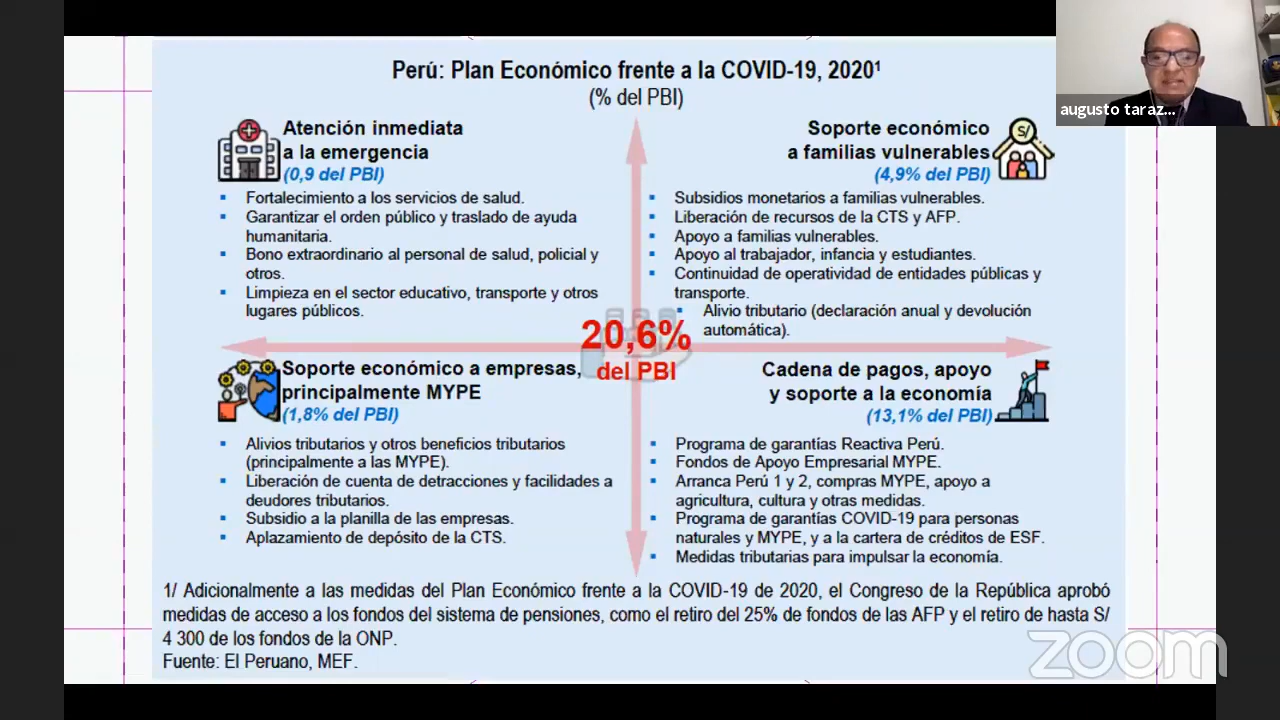 Perú: Plan Económico frente a la COVID-19, 2020¹
(% del PBI)
augusto taraz...
Atención inmediata
a la emergencia
(0,9 del PBI)
Fortalecimiento a los servicios de salud.
Garantizar el orden público y traslado de ayuda
humanitaria.
Bono extraordinario al personal de salud, policial y
otros.
Limpieza en el sector educativo, transporte y otros
lugares públicos.
Soporte económico
a familias vulnerables
(4,9% del PBI)
S/
Subsidios monetarios a familias vulnerables.
Liberación de recursos de la CTS y AFP.
Apoyo a familias vulnerables.
Apoyo al trabajador, infancia y estudiantes.
Continuidad de operatividad de entidades públicas y
transporte.
Alivio tributario (declaración anual y devolución
automática).
20,6%
del PBI
Soporte económico a empresas,
principalmente MYPE
(1,8% del PBI)
Alivios tributarios y otros beneficios tributarios
(principalmente a las MYPE).
Liberación de cuenta de detracciones y facilidades a
deudores tributarios.
Subsidio a la planilla de las empresas.
Aplazamiento de depósito de la CTS.
Cadena de pagos, apoyo
y soporte a la economía
(13,1% del PBI)
Programa de garantías Reactiva Perú.
Fondos de Apoyo Empresarial MYPE.
Arranca Perú 1 y 2, compras MYPE, apoyo a
agricultura, cultura y otras medidas.
Programa de garantías COVID-19 para personas
naturales y MYPE, y a la cartera de créditos de ESF.
Medidas tributarias para impulsar la economía.
1/ Adicionalmente a las medidas del Plan Económico frente a la COVID-19 de 2020, el Congreso de la República aprobó
medidas de acceso a los fondos del sistema de pensiones, como el retiro del 25% de fondos de las AFP y el retiro de hasta S/
4 300 de los fondos de la ONP.
Fuente: El Peruano, MEF.
zoom